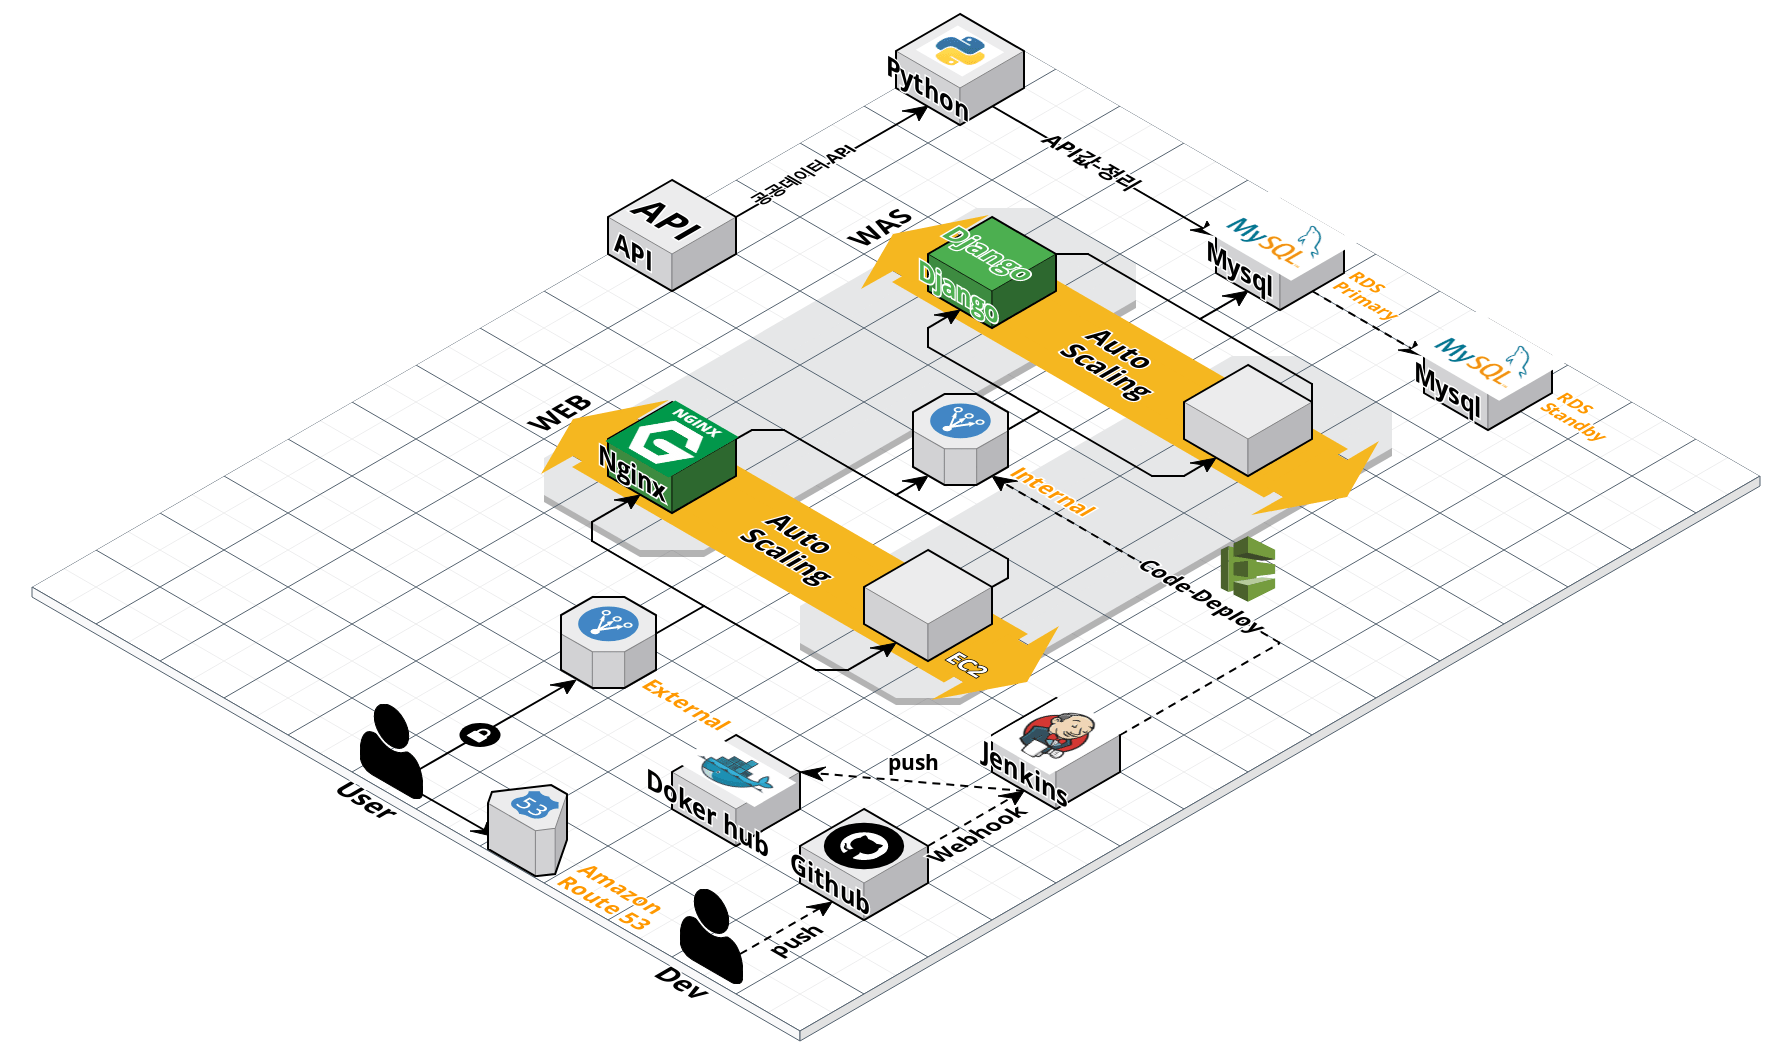 Python
공공데이터 API
API값 정리
API
API
WAS
Django
Django
MySQL
Mysql
RDS
Primary
Auto
Scaling
MySQL
Mysql
RDS
Standby
WEB
NGINX
Nginx
Internal
Auto
Scaling
Code-Deploy
EC2
External
User
53
Amazon
Route 53
Doker hub
push
Jenkins
Webhook
Github
push
Dev